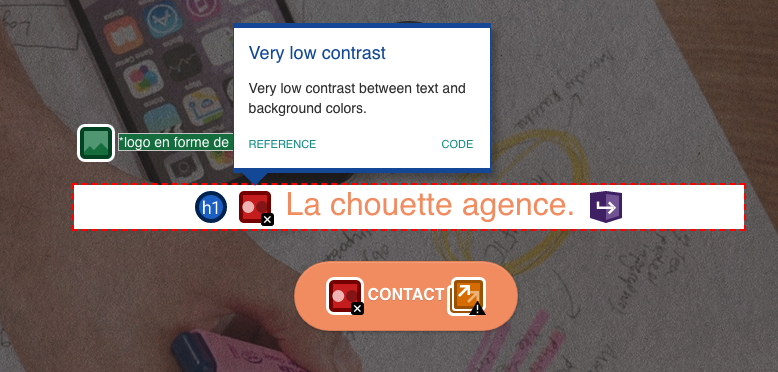 Very low contrast
Very low contrast between text and
background colors.
REFERENCE CODE
*logo en forme de
h1 La chouette agence.
CONTACT